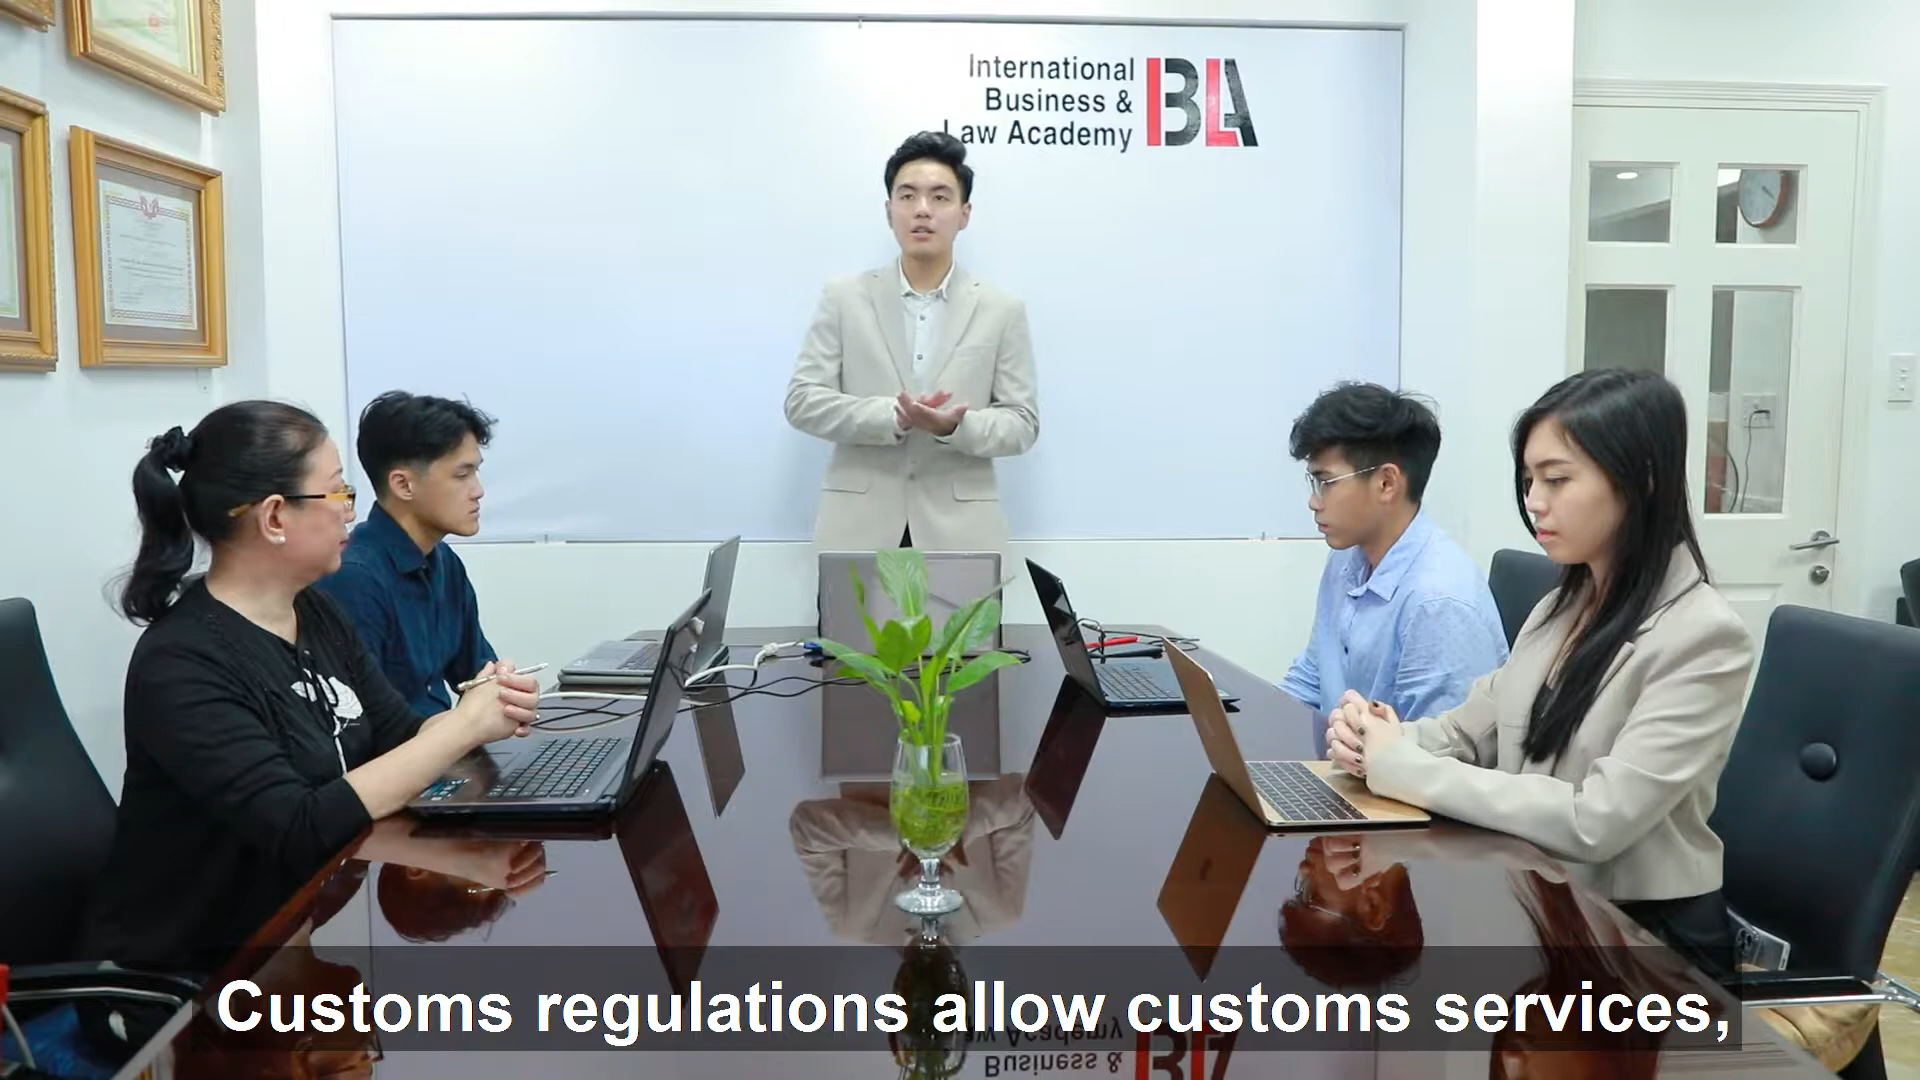 International
Business &
Law Academy
IBLA
Customs regulations allow customs services,